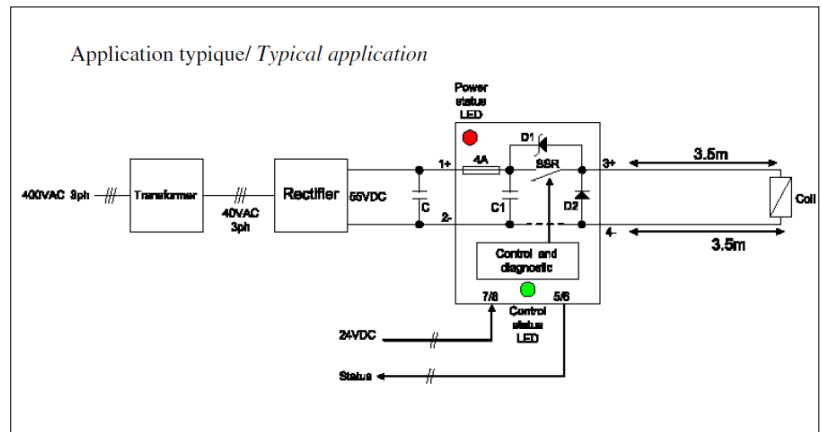 Application typique/ Typical application
Power
status
LED
D1
1+
4A
SSR
3+
3.5m
400VAC 3ph
Transformer
40VAC
3ph
Rectifier
55VDC
C
C1
D2
Coil
2-
4-
3.5m
Control and
diagnostic
7/8
5/6
Control
status
LED
24VDC
Status